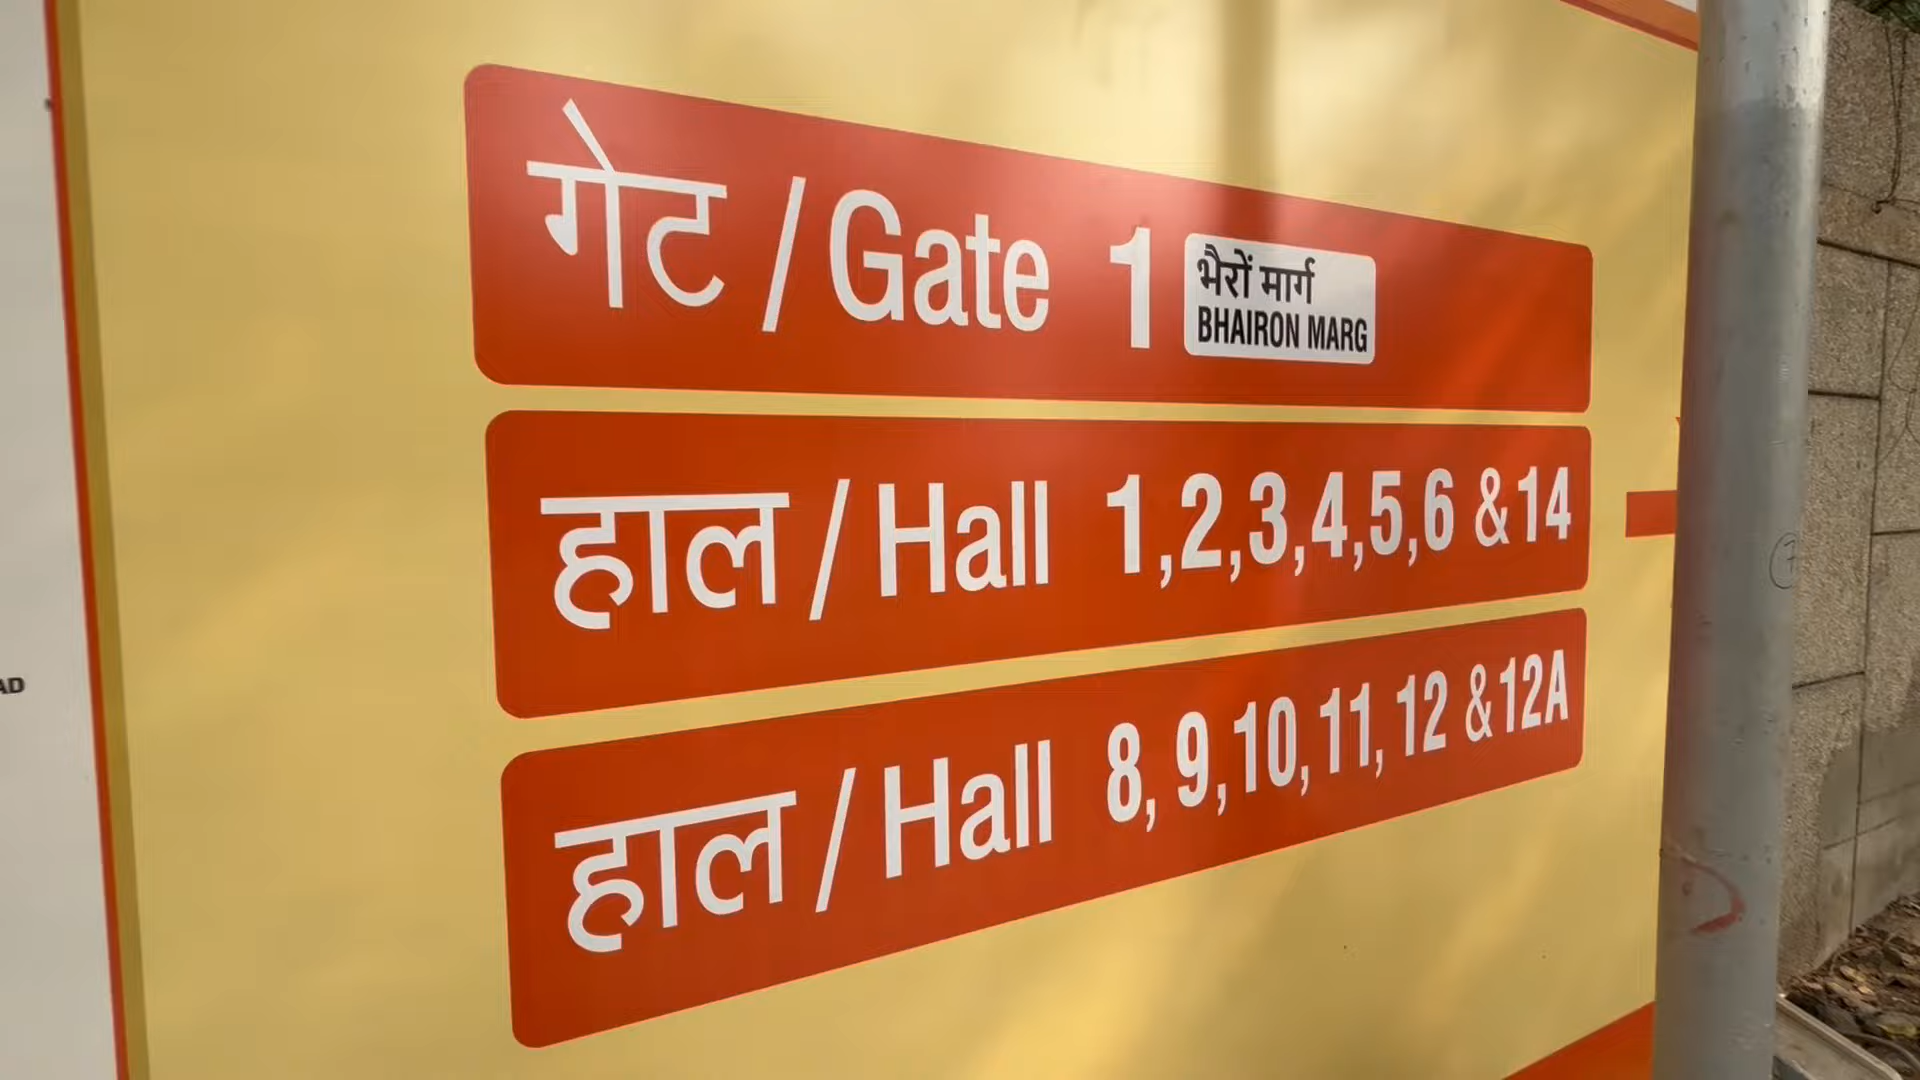 गेट / Gate 1
भैरों मार्ग
BHAIRON MARG
हाल / Hall 1,2,3,4,5,6 & 14
हाल / Hall 8, 9, 10, 11, 12 & 12A